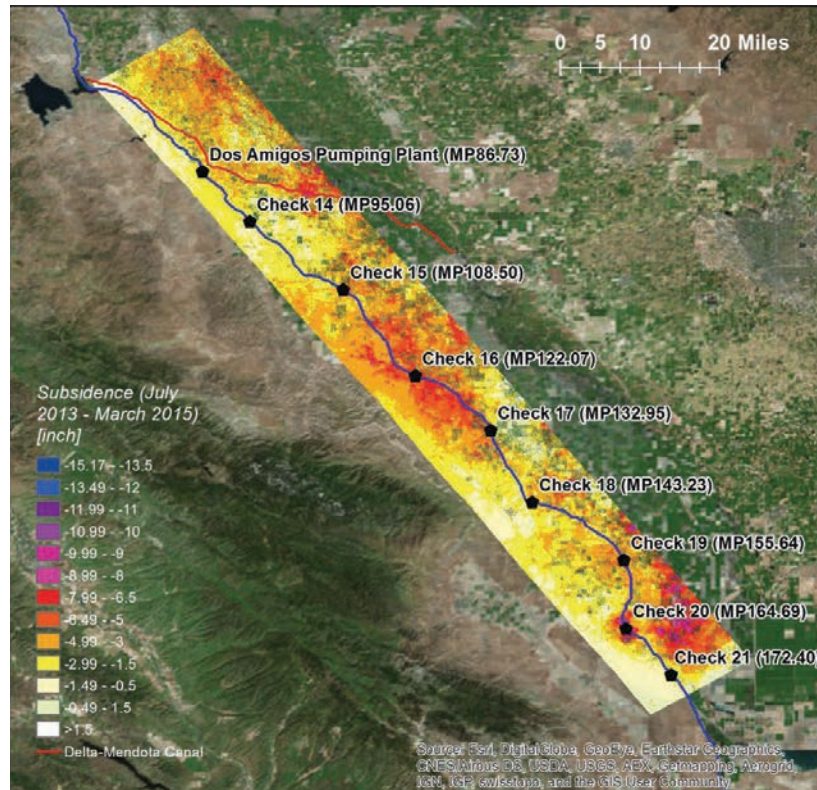 0 5 10 20 Miles
Dos Amigos Pumping Plant (MP86.73)
Check 14 (MP95.06)
Check 15 (MP108.50)
Check 16 (MP122.07)
Check 17 (MP132.95)
Check 18 (MP143.23)
Check 19 (MP155.64)
Check 20 (MP164.69)
Check 21 (172.40)
Subsidence (July
2013 - March 2015)
[inch]
-15.17 - -13.5
-13.49 - -12
-11.99 - -11
-10.99 - -10
-9.99 - -9
-8.99 - -8
-7.99 - -6.5
-6.49 - -5
-4.99 - -3
-2.99 - -1.5
-1.49 - -0.5
-0.49 - 1.5
>1.5
Delta-Mendota Canal
Source: Esri, DigitalGlobe, GeoEye, Earthstar Geographics,
CNES/Airbus DS, USDA, USGS, AEX, Getmapping, Aerogrid,
IGN, IGP, swisstopo, and the GIS User Community